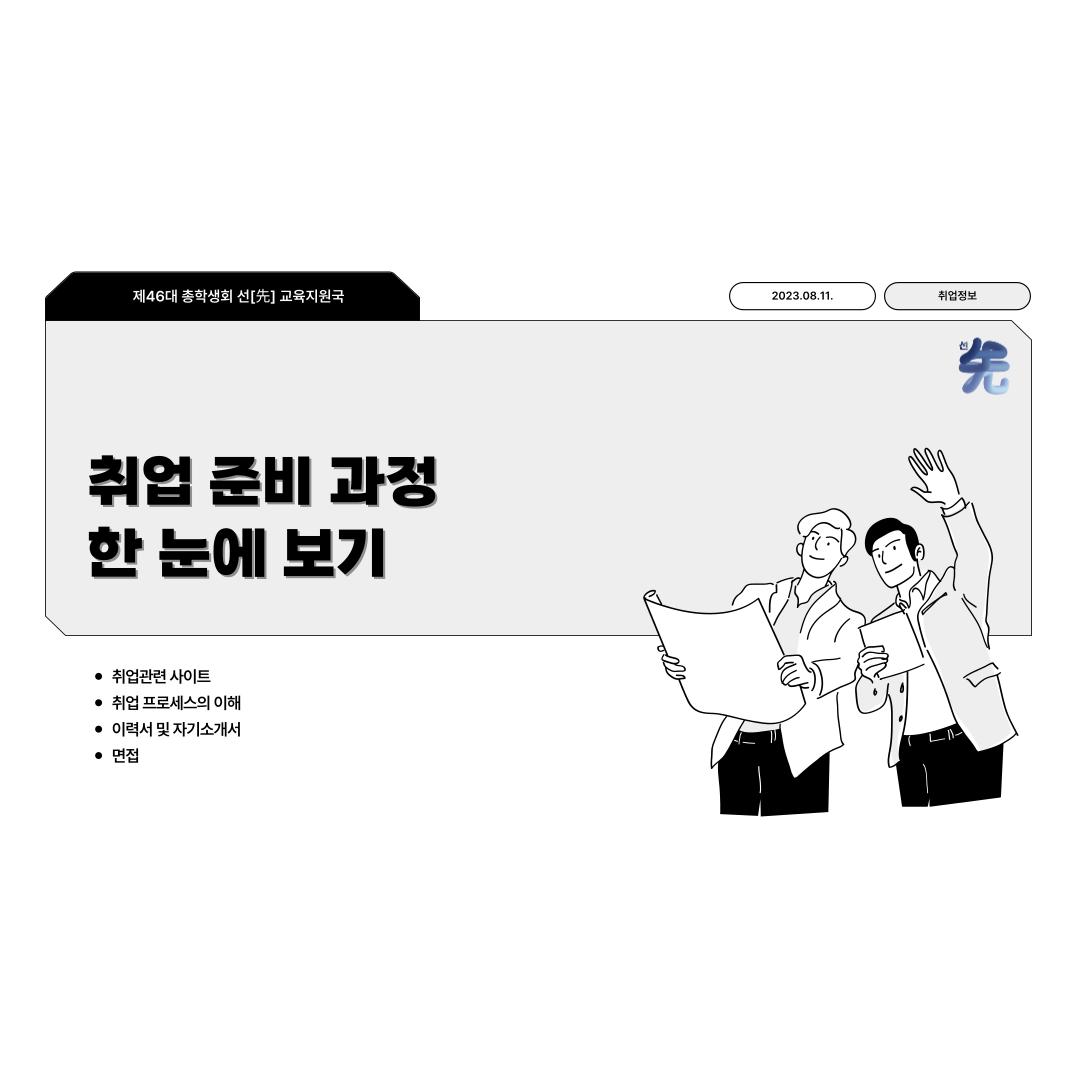 제46대 총학생회 선[先] 교육지원국
2023.08.11.
취업정보
선 先
취업 준비 과정
한 눈에 보기
• 취업관련 사이트
• 취업 프로세스의 이해
• 이력서 및 자기소개서
• 면접